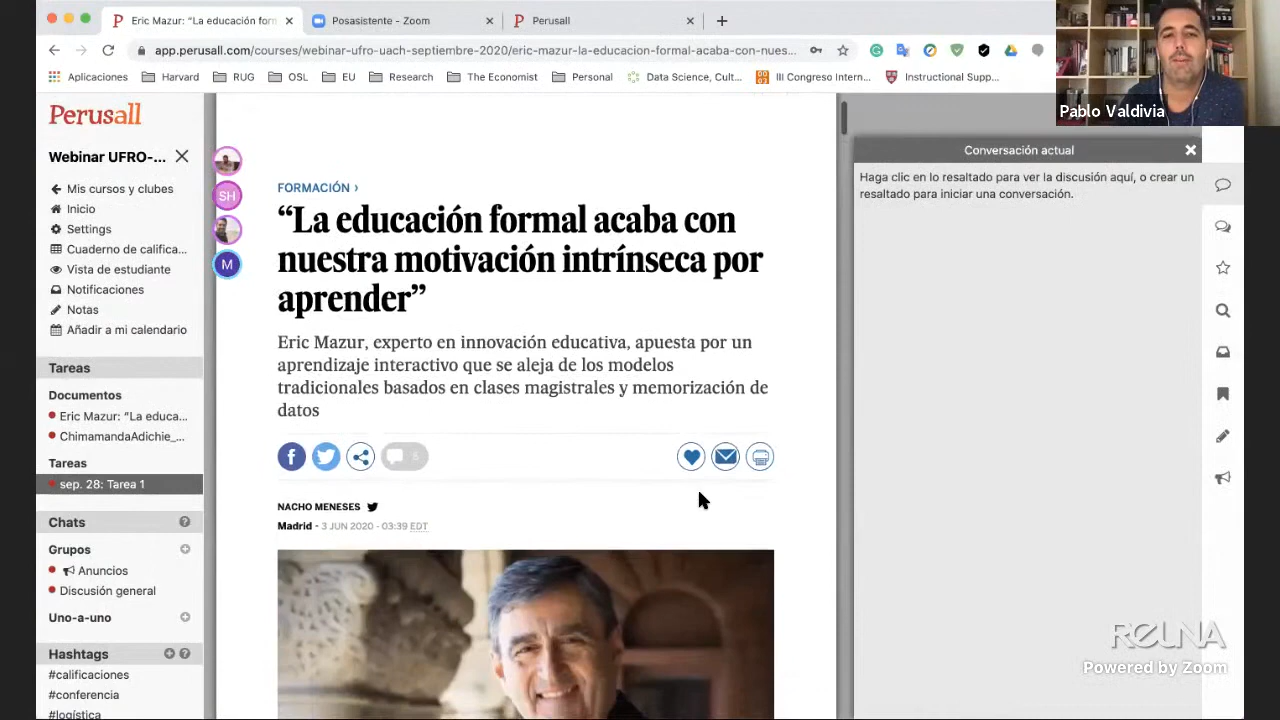 Eric Mazur: “La educación form
Posasistente - Zoom
Perusall
app.perusall.com/courses/webinar-ufro-uach-septiembre-2020/eric-mazur-la-educacion-formal-acaba-con-nues...
Aplicaciones
Harvard
RUG
OSL
EU
Research
The Economist
Personal
Data Science, Cult...
III Congreso Intern...
Instructional Supp...
Pablo Valdivia
Perusall
Webinar UFRO-...
Mis cursos y clubes
Inicio
Settings
Cuaderno de califica...
Vista de estudiante
Notificaciones
Notas
Añadir a mi calendario
Tareas
Documentos
Eric Mazur: “La educa...
ChimamandaAdichie_...
Tareas
sep. 28: Tarea 1
Chats
Grupos
Anuncios
Discusión general
Uno-a-uno
Hashtags
#calificaciones
#conferencia
#logística
SH
M
FORMACIÓN ›
“La educación formal acaba con
nuestra motivación intrínseca por
aprender”
Eric Mazur, experto en innovación educativa, apuesta por un
aprendizaje interactivo que se aleja de los modelos
tradicionales basados en clases magistrales y memorización de
datos
NACHO MENESES
Madrid - 3 JUN 2020 - 03:39 EDT
Conversación actual
Haga clic en lo resaltado para ver la discusión aquí, o crear un
resaltado para iniciar una conversación.
REUNA
Powered by Zoom